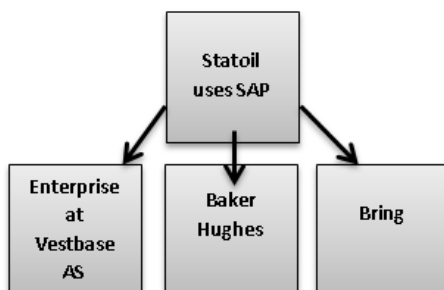 Statoil
uses SAP
Enterprise
at
Vestbase
AS
Baker
Hughes
Bring